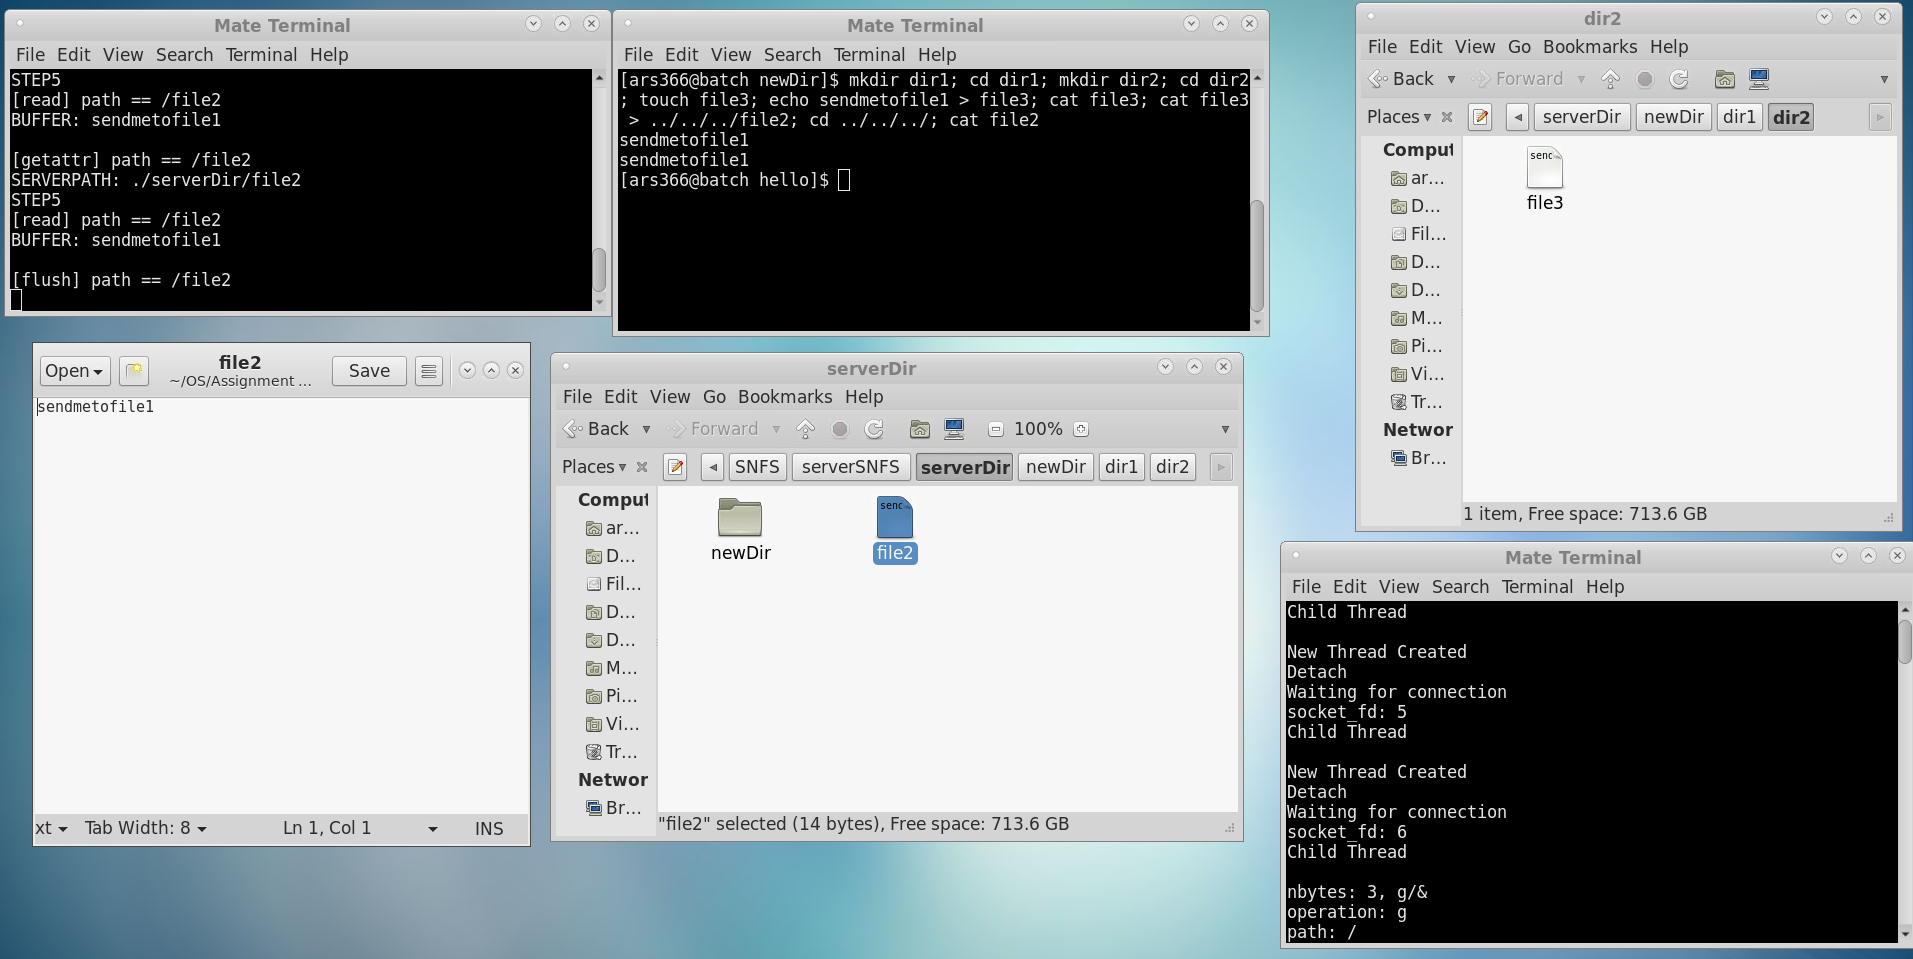 Mate Terminal
File Edit View Search Terminal Help
STEP5
[read] path == /file2
BUFFER: sendmetofile1
[getattr] path == /file2
SERVERPATH: ./serverDir/file2
STEP5
[read] path == /file2
BUFFER: sendmetofile1
[flush] path == /file2
Mate Terminal
File Edit View Search Terminal Help
[ars366@batch newDir]$ mkdir dir1; cd dir1; mkdir dir2; cd dir2
; touch file3; echo sendmetofile1 > file3; cat file3; cat file3
 > ../../../file2; cd ../../../; cat file2
sendmetofile1
sendmetofile1
[ars366@batch hello]$
dir2
File Edit View Go Bookmarks Help
Back Forward
Places serverDir newDir dir1 dir2
Comput
ar...
D...
Fil...
D...
D...
M...
Pi...
Vi...
Tr...
Networ
Br...
senc
file3
1 item, Free space: 713.6 GB
Open file2 Save
~/OS/Assignment ...
sendmetofile1
xt Tab Width: 8 Ln 1, Col 1 INS
serverDir
File Edit View Go Bookmarks Help
Back Forward 100%
Places SNFS serverSNFS serverDir newDir dir1 dir2
Comput
ar...
D...
Fil...
D...
D...
M...
Pi...
Vi...
Tr...
Networ
Br...
senc
newDir file2
"file2" selected (14 bytes), Free space: 713.6 GB
Mate Terminal
File Edit View Search Terminal Help
Child Thread
New Thread Created
Detach
Waiting for connection
socket_fd: 5
Child Thread
New Thread Created
Detach
Waiting for connection
socket_fd: 6
Child Thread
nbytes: 3, g/&
operation: g
path: /